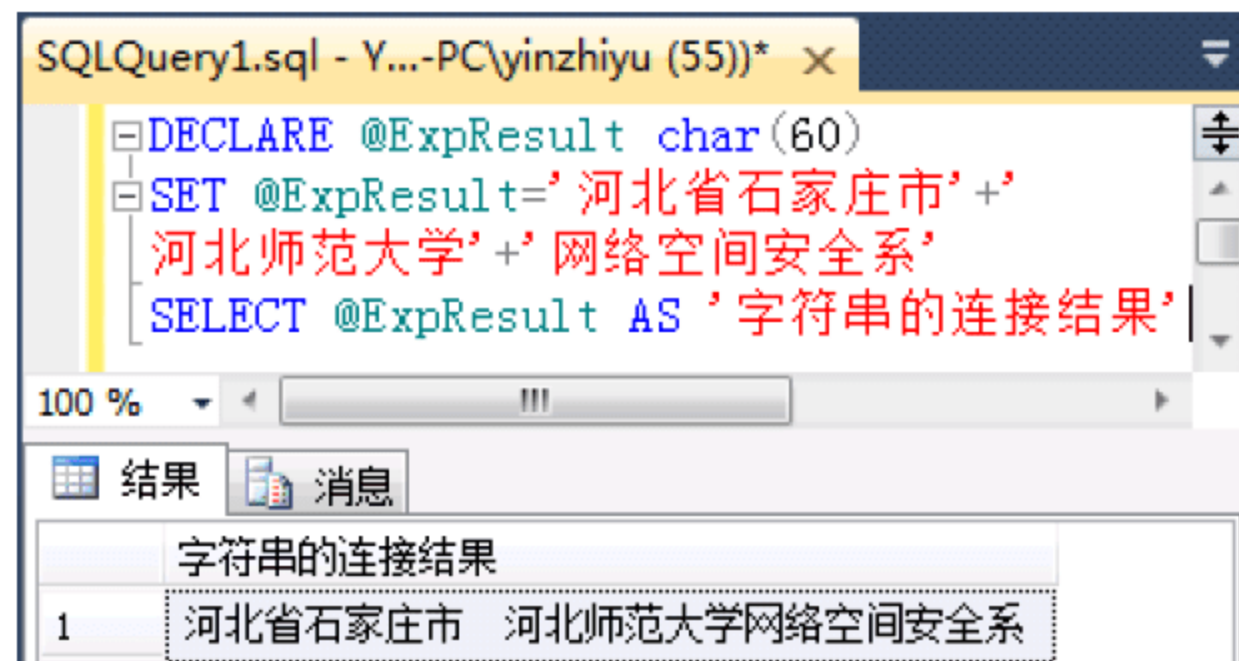 SQLQuery1.sql - Y...-PC\yinzhiyu (55))*
DECLARE @ExpResult char(60)
SET @ExpResult='河北省石家庄市'+'
河北师范大学'+'网络空间安全系'
SELECT @ExpResult AS '字符串的连接结果'
100 %
结果 消息
字符串的连接结果
1 河北省石家庄市 河北师范大学网络空间安全系